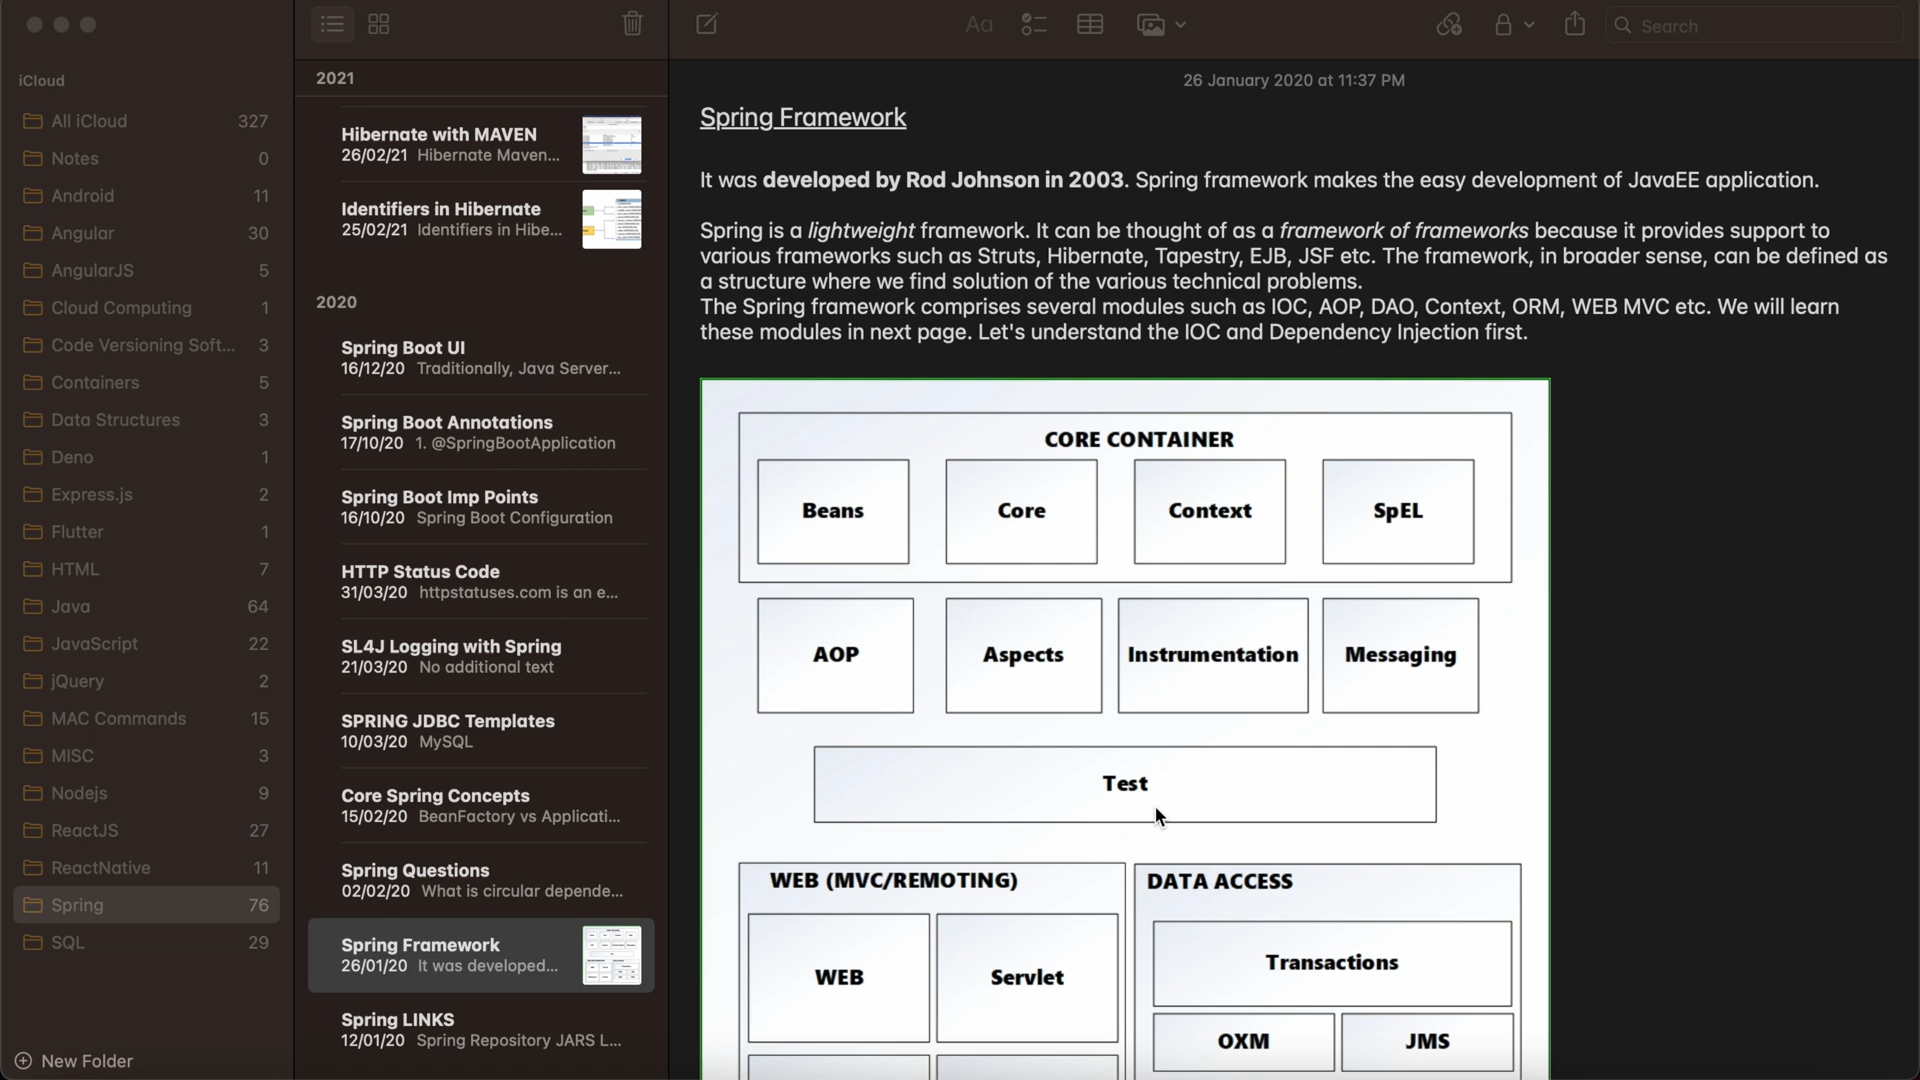 Search
iCloud
All iCloud 327
Notes 0
Android 11
Angular 30
AngularJS 5
Cloud Computing 1
Code Versioning Soft... 3
Containers 5
Data Structures 3
Deno 1
Express.js 2
Flutter 1
HTML 7
Java 64
JavaScript 22
jQuery 2
MAC Commands 15
MISC 3
Nodejs 9
ReactJS 27
ReactNative 11
Spring 76
SQL 29
New Folder
2021
Hibernate with MAVEN
26/02/21 Hibernate Maven...
Identifiers in Hibernate
25/02/21 Identifiers in Hibe...
2020
Spring Boot UI
16/12/20 Traditionally, Java Server...
Spring Boot Annotations
17/10/20 1. @SpringBootApplication
Spring Boot Imp Points
16/10/20 Spring Boot Configuration
HTTP Status Code
31/03/20 httpstatuses.com is an e...
SL4J Logging with Spring
21/03/20 No additional text
SPRING JDBC Templates
10/03/20 MySQL
Core Spring Concepts
15/02/20 BeanFactory vs Applicati...
Spring Questions
02/02/20 What is circular depende...
Spring Framework
26/01/20 It was developed...
Spring LINKS
12/01/20 Spring Repository JARS L...
Aa
26 January 2020 at 11:37 PM
Spring Framework
It was developed by Rod Johnson in 2003. Spring framework makes the easy development of JavaEE application.
Spring is a lightweight framework. It can be thought of as a framework of frameworks because it provides support to
various frameworks such as Struts, Hibernate, Tapestry, EJB, JSF etc. The framework, in broader sense, can be defined as
a structure where we find solution of the various technical problems.
The Spring framework comprises several modules such as IOC, AOP, DAO, Context, ORM, WEB MVC etc. We will learn
these modules in next page. Let's understand the IOC and Dependency Injection first.
CORE CONTAINER
Beans Core Context SpEL
AOP Aspects Instrumentation Messaging
Test
WEB (MVC/REMOTING)
WEB Servlet
DATA ACCESS
Transactions
OXM JMS